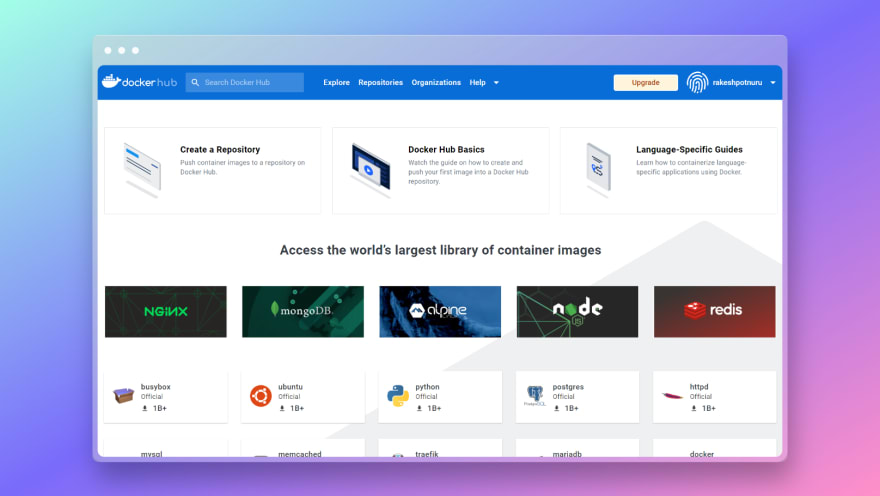 docker hub
Search Docker Hub
Explore
Repositories
Organizations
Help
Upgrade
rakeshpotnuru
Create a Repository
Push container images to a repository on
Docker Hub.
Docker Hub Basics
Watch the guide on how to create and
push your first image into a Docker Hub
repository.
Language-Specific Guides
Learn how to containerize language-
specific applications using Docker.
Access the world's largest library of container images
NGINX
mongoDB.
alpine
node
JS
redis
busybox
Official
1B+
ubuntu
Official
1B+
python
Official
1B+
postgres
Official
1B+
PostgreSQL
httpd
Official
1B+
mysql
memcached
traefik
mariadb
docker